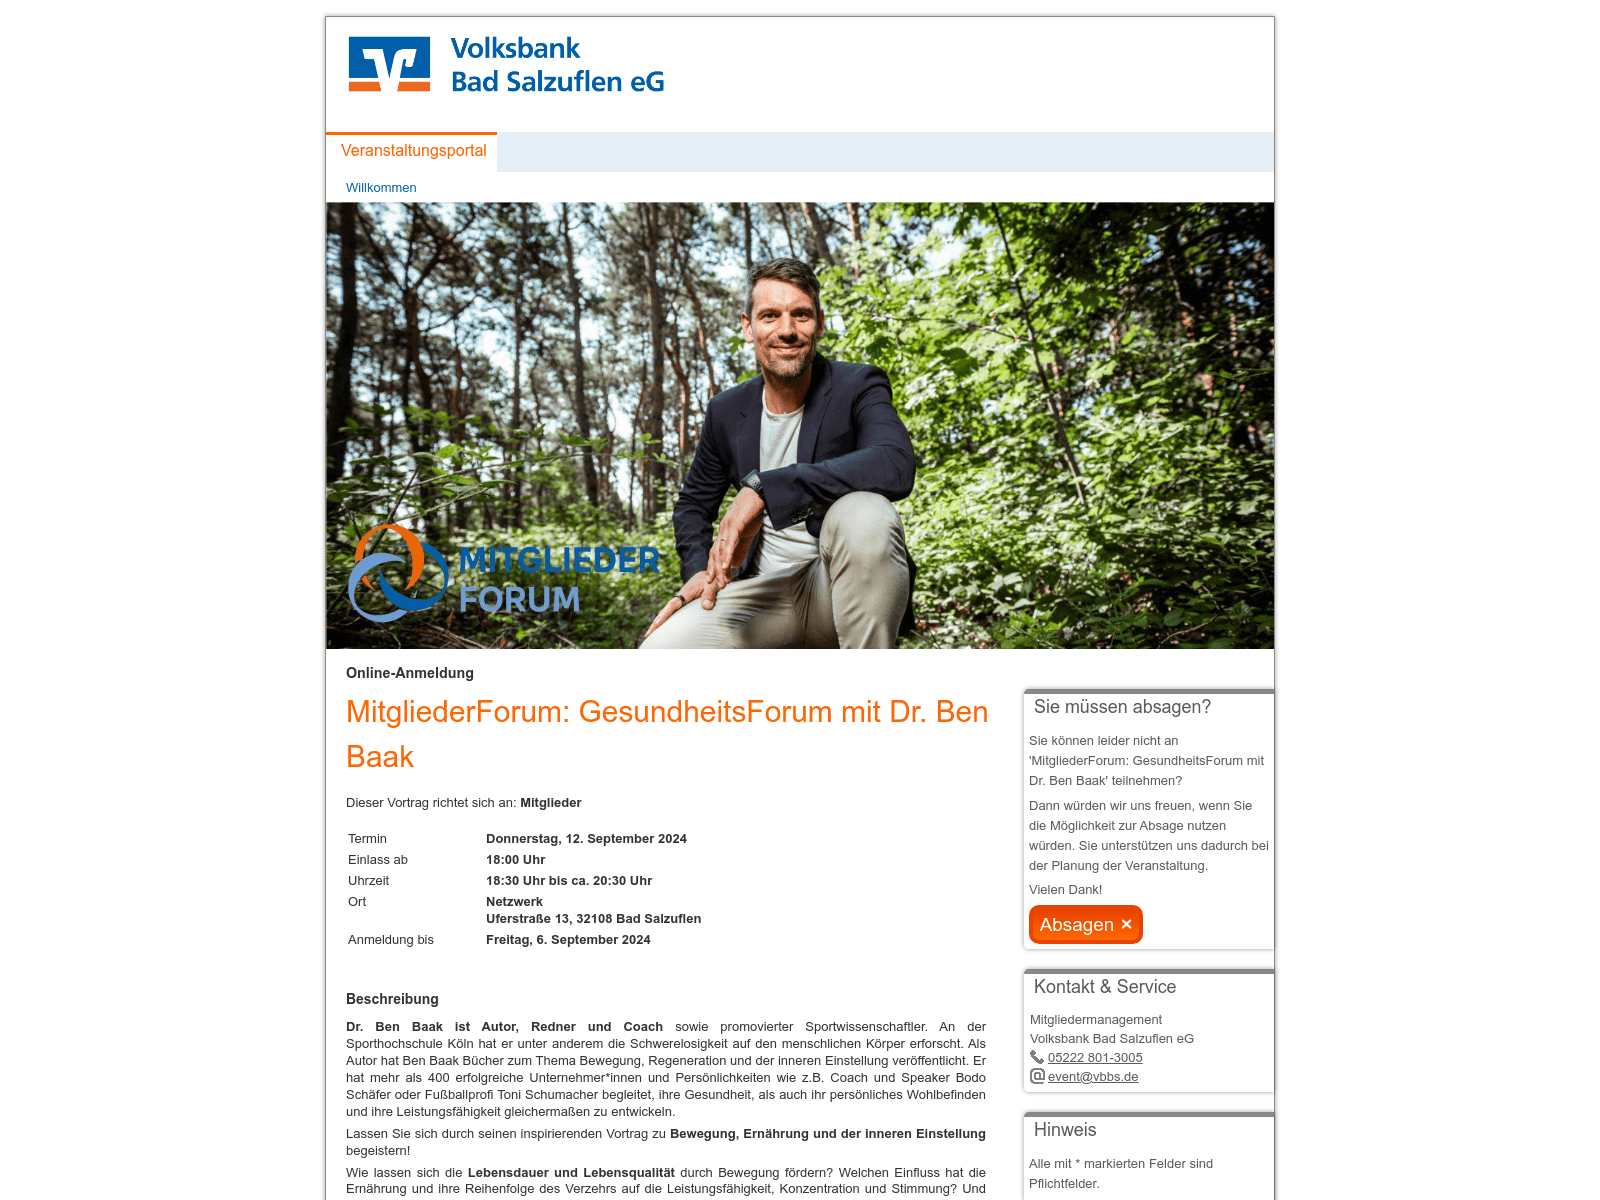 Volksbank
Bad Salzuflen eG
Veranstaltungsportal
Willkommen
MITGLIEDER
FORUM
Online-Anmeldung
MitgliederForum: GesundheitsForum mit Dr. Ben
Baak
Dieser Vortrag richtet sich an: Mitglieder
Termin Donnerstag, 12. September 2024
Einlass ab 18:00 Uhr
Uhrzeit 18:30 Uhr bis ca. 20:30 Uhr
Ort Netzwerk
Uferstraße 13, 32108 Bad Salzuflen
Anmeldung bis Freitag, 6. September 2024
Beschreibung
Dr. Ben Baak ist Autor, Redner und Coach sowie promovierter Sportwissenschaftler. An der
Sporthochschule Köln hat er unter anderem die Schwerelosigkeit auf den menschlichen Körper erforscht. Als
Autor hat Ben Baak Bücher zum Thema Bewegung, Regeneration und der inneren Einstellung veröffentlicht. Er
hat mehr als 400 erfolgreiche Unternehmer*innen und Persönlichkeiten wie z.B. Coach und Speaker Bodo
Schäfer oder Fußballprofi Toni Schumacher begleitet, ihre Gesundheit, als auch ihr persönliches Wohlbefinden
und ihre Leistungsfähigkeit gleichermaßen zu entwickeln.
Lassen Sie sich durch seinen inspirierenden Vortrag zu Bewegung, Ernährung und der inneren Einstellung
begeistern!
Wie lassen sich die Lebensdauer und Lebensqualität durch Bewegung fördern? Welchen Einfluss hat die
Ernährung und ihre Reihenfolge des Verzehrs auf die Leistungsfähigkeit, Konzentration und Stimmung? Und
Sie müssen absagen?
Sie können leider nicht an
'MitgliederForum: GesundheitsForum mit
Dr. Ben Baak' teilnehmen?
Dann würden wir uns freuen, wenn Sie
die Möglichkeit zur Absage nutzen
würden. Sie unterstützen uns dadurch bei
der Planung der Veranstaltung.
Vielen Dank!
Absagen ×
Kontakt & Service
Mitgliedermanagement
Volksbank Bad Salzuflen eG
05222 801-3005
event@vbbs.de
Hinweis
Alle mit * markierten Felder sind
Pflichtfelder.